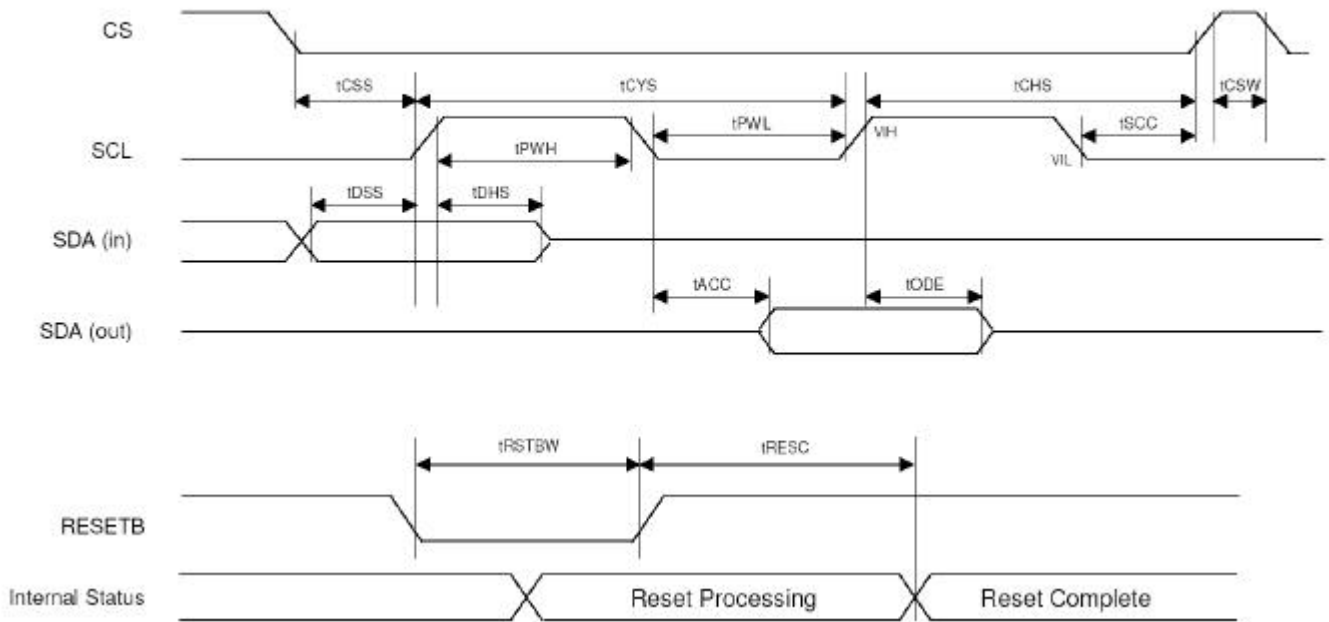 CS
tCSS
tCYS
tCHS
tCSW
SCL
tPWH
tPWL
VIH
VIL
tSCC
tDSS
tDHS
SDA (in)
tACC
tODE
SDA (out)
tRSTBW
tRESC
RESETB
Internal Status
Reset Processing
Reset Complete